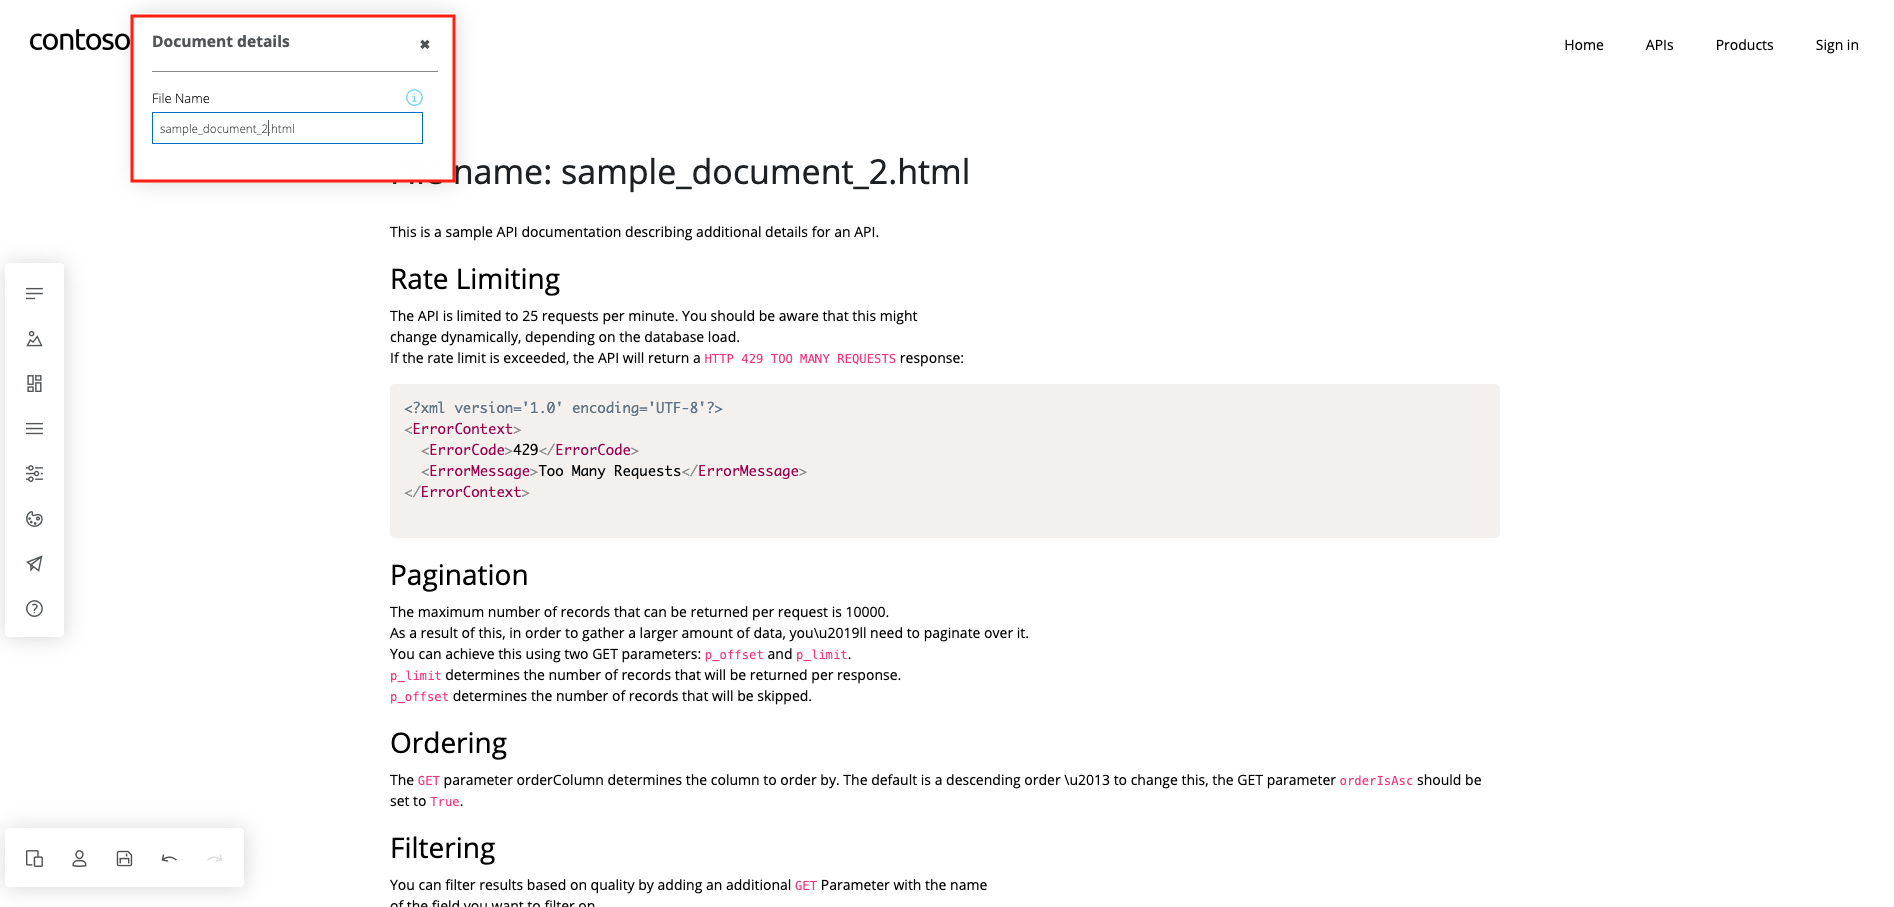 contoso
Document details
Home
APIs
Products
Sign in
File Name
sample_document_2.html
name: sample_document_2.html
This is a sample API documentation describing additional details for an API.
Rate Limiting
The API is limited to 25 requests per minute. You should be aware that this might
change dynamically, depending on the database load.
If the rate limit is exceeded, the API will return a HTTP 429 TOO MANY REQUESTS response:
<?xml version='1.0' encoding='UTF-8'?>
<ErrorContext>
  <ErrorCode>429</ErrorCode>
  <ErrorMessage>Too Many Requests</ErrorMessage>
</ErrorContext>
Pagination
The maximum number of records that can be returned per request is 10000.
As a result of this, in order to gather a larger amount of data, you\u2019ll need to paginate over it.
You can achieve this using two GET parameters: p_offset and p_limit.
p_limit determines the number of records that will be returned per response.
p_offset determines the number of records that will be skipped.
Ordering
The GET parameter orderColumn determines the column to order by. The default is a descending order \u2013 to change this, the GET parameter orderIsAsc should be
set to True.
Filtering
You can filter results based on quality by adding an additional GET Parameter with the name
of the field you want to filter on